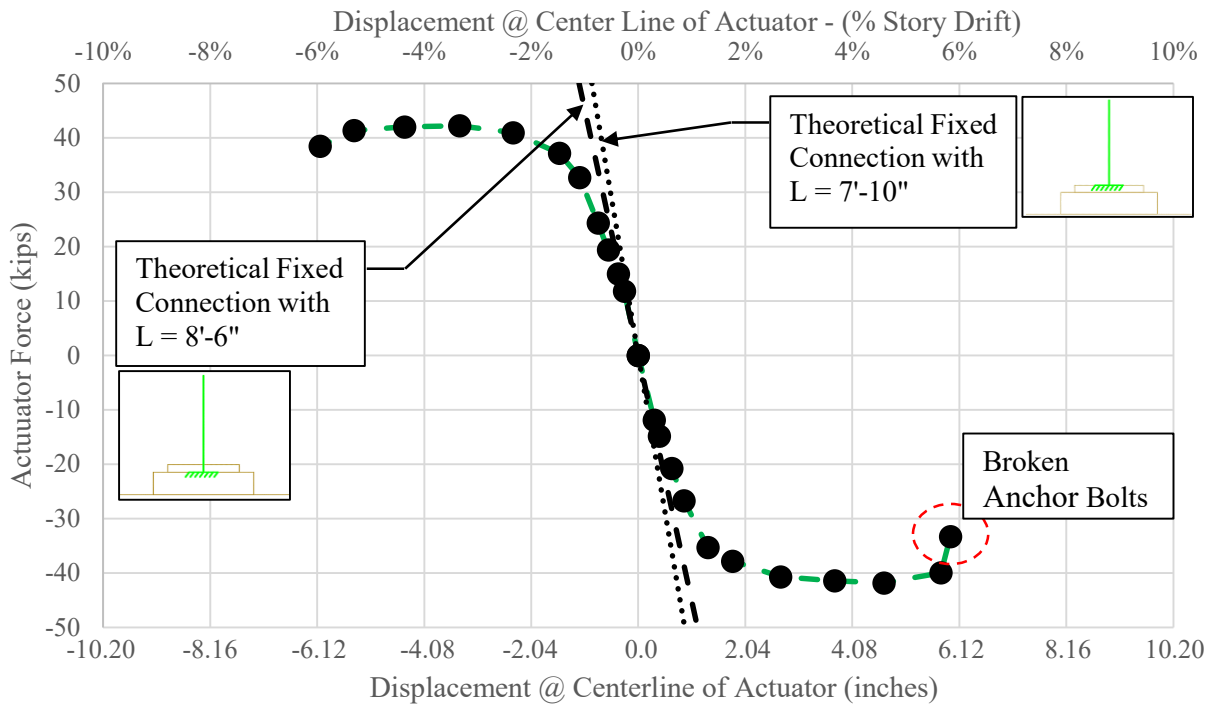 Displacement @ Center Line of Actuator - (% Story Drift)
-10% -8% -6% -4% -2% 0% 2% 4% 6% 8% 10%
50
40
30
20
10
0
-10
-20
-30
-40
-50
Actuuator Force (kips)
Theoretical Fixed
Connection with
L = 7'-10"
Theoretical Fixed
Connection with
L = 8'-6"
Broken
Anchor Bolts
-10.20 -8.16 -6.12 -4.08 -2.04 0.0 2.04 4.08 6.12 8.16 10.20
Displacement @ Centerline of Actuator (inches)